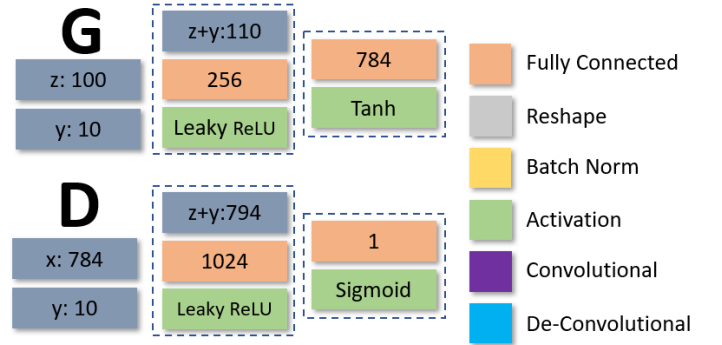 G
z: 100
y: 10
z+y:110
256
Leaky ReLU
784
Tanh
D
x: 784
y: 10
z+y:794
1024
Leaky ReLU
1
Sigmoid
Fully Connected
Reshape
Batch Norm
Activation
Convolutional
De-Convolutional